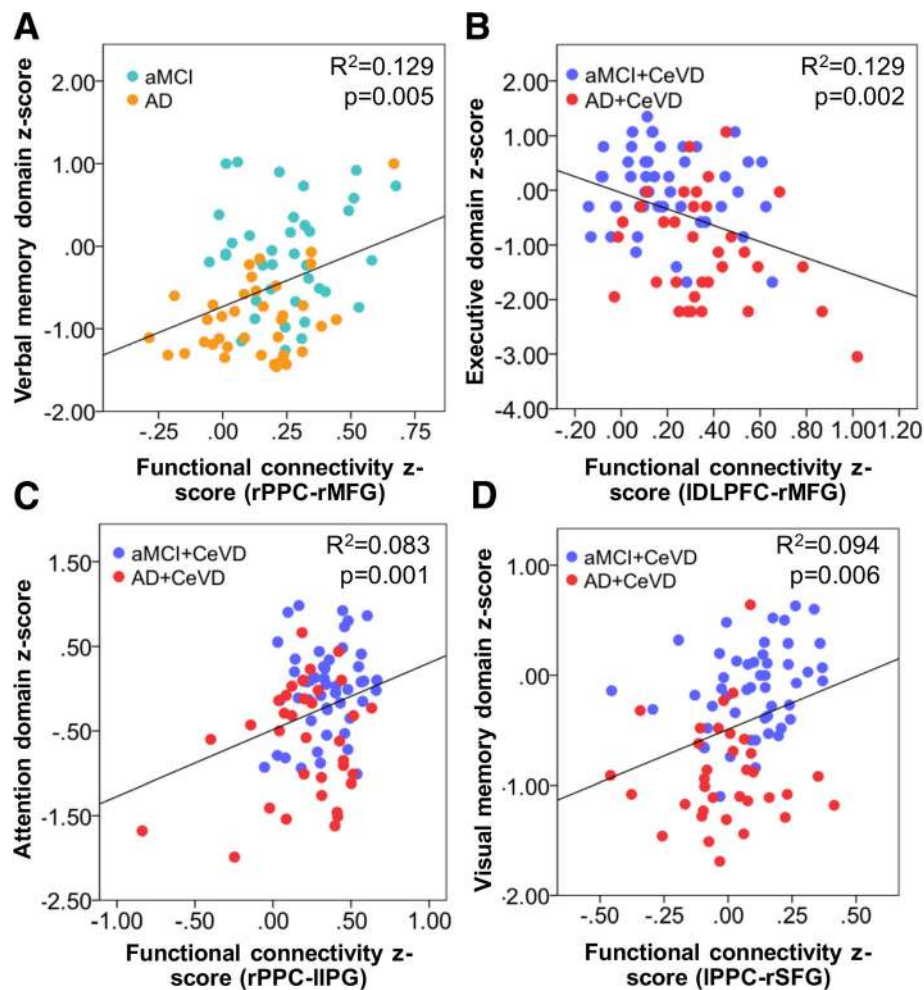 A
aMCI
AD
R²=0.129
p=0.005
Verbal memory domain z-score
2.00
1.00
.00
-1.00
-2.00
-.25 .00 .25 .50 .75
Functional connectivity z-
score (rPPC-rMFG)
B
aMCI+CeVD
AD+CeVD
R²=0.129
p=0.002
Executive domain z-score
2.00
1.00
.00
-1.00
-2.00
-3.00
-4.00
-.20 .00 .20 .40 .60 .80 1.00 1.20
Functional connectivity z-
score (lDLPFC-rMFG)
C
aMCI+CeVD
AD+CeVD
R²=0.083
p=0.001
Attention domain z-score
1.50
.50
-.50
-1.50
-2.50
-1.00 -.50 .00 .50 1.00
Functional connectivity z-
score (rPPC-lIPG)
D
aMCI+CeVD
AD+CeVD
R²=0.094
p=0.006
Visual memory domain z-score
1.00
.00
-1.00
-2.00
-.50 -.25 .00 .25 .50
Functional connectivity z-
score (lPPC-rSFG)